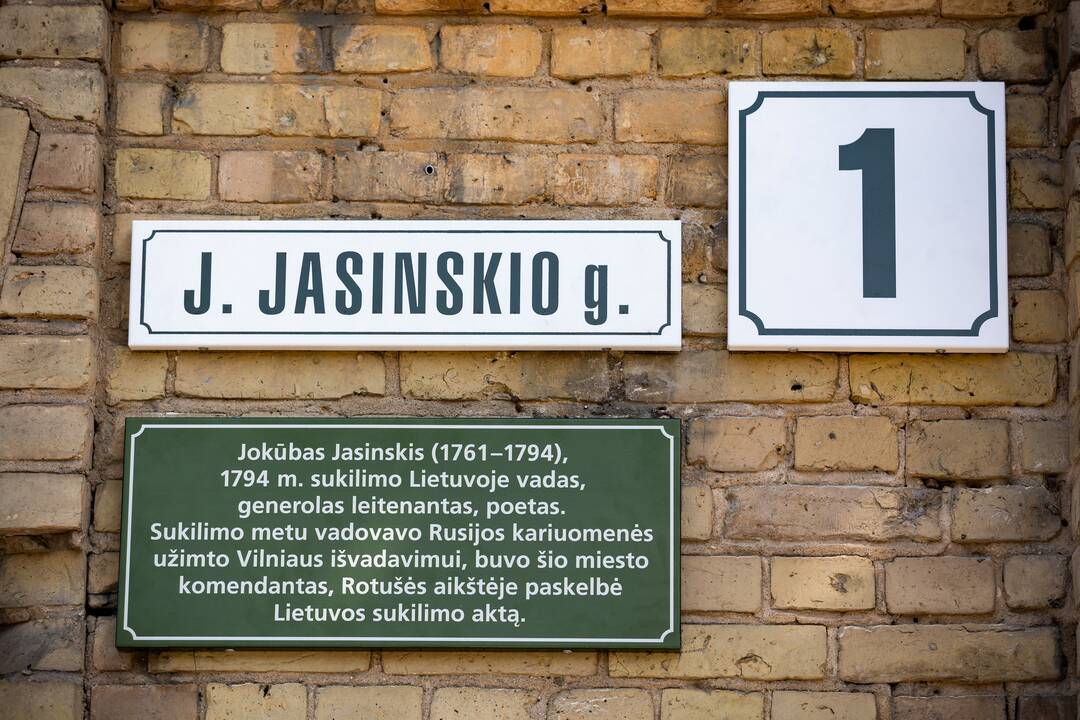 1
J. JASINSKIO g.
Jokūbas Jasinskis (1761–1794),
1794 m. sukilimo Lietuvoje vadas,
generolas leitenantas, poetas.
Sukilimo metu vadovavo Rusijos kariuomenės
užimto Vilniaus išvadavimui, buvo šio miesto
komendantas, Rotušės aikštėje paskelbė
Lietuvos sukilimo aktą.